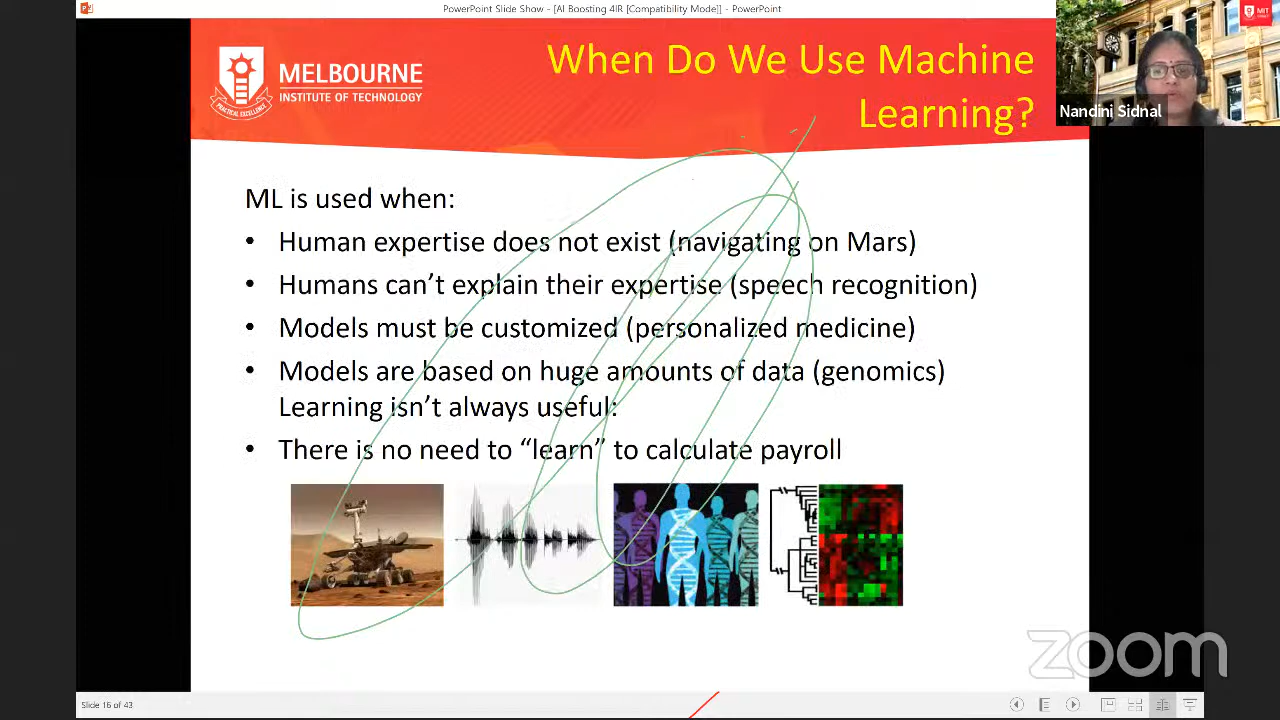 PowerPoint Slide Show - [AI Boosting 4IR [Compatibility Mode]] - PowerPoint
MIT
MELBOURNE
INSTITUTE OF TECHNOLOGY
PRACTICAL EXCELLENCE
When Do We Use Machine
Learning?
Nandini Sidnal
ML is used when:
• Human expertise does not exist (navigating on Mars)
• Humans can’t explain their expertise (speech recognition)
• Models must be customized (personalized medicine)
• Models are based on huge amounts of data (genomics)
Learning isn’t always useful:
• There is no need to “learn” to calculate payroll
zoom
Slide 16 of 43